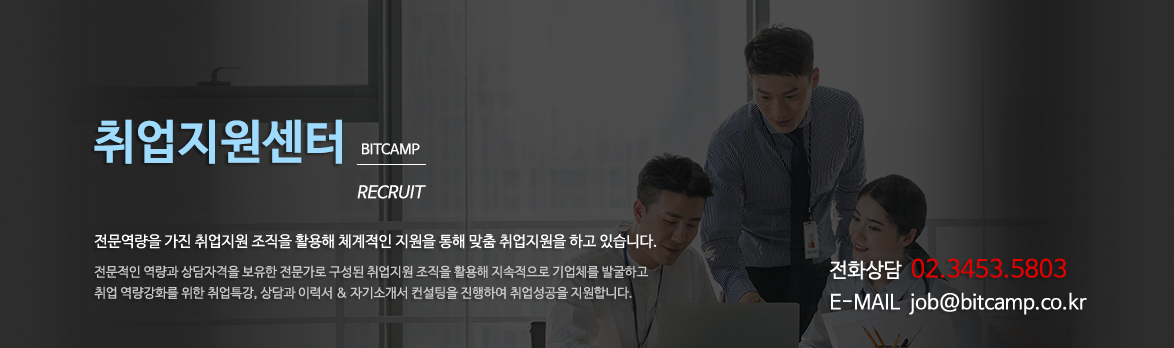 취업지원센터
BITCAMP
RECRUIT
전문역량을 가진 취업지원 조직을 활용해 체계적인 지원을 통해 맞춤 취업지원을 하고 있습니다.
전문적인 역량과 상담자격을 보유한 전문가로 구성된 취업지원 조직을 활용해 지속적으로 기업체를 발굴하고
취업 역량강화를 위한 취업특강, 상담과 이력서 & 자기소개서 컨설팅을 진행하여 취업성공을 지원합니다.
전화상담 02.3453.5803
E-MAIL job@bitcamp.co.kr